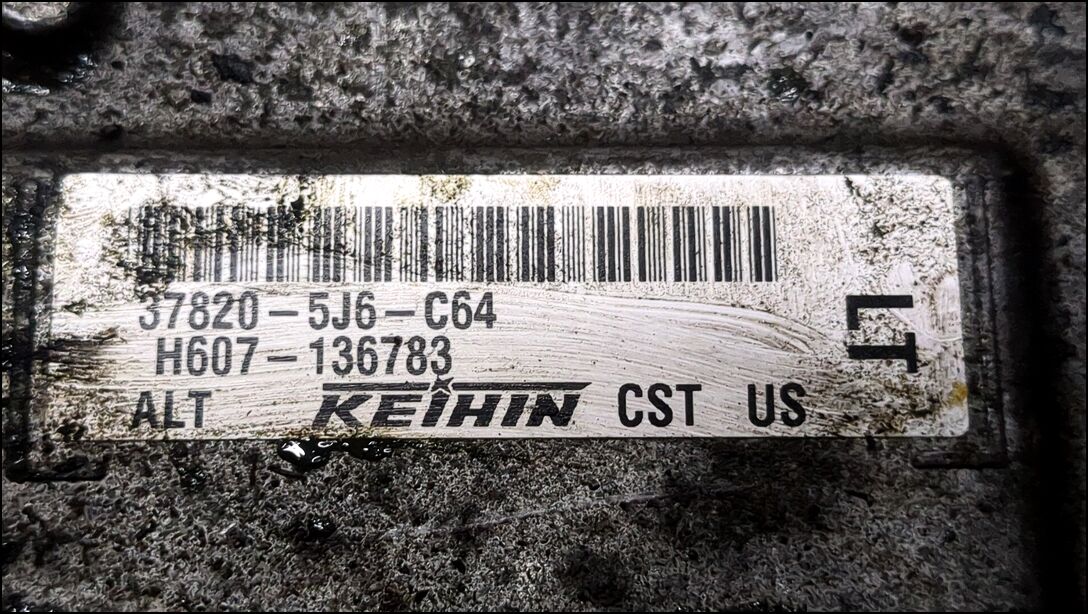 37820-5J6-C64
H607-136783
ALT KEIHIN CST US
LT